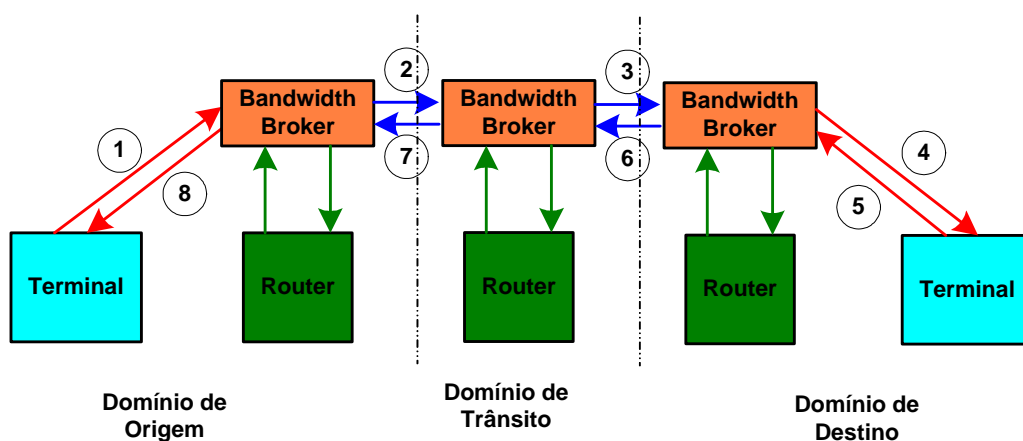 2
3
Bandwidth
Broker
Bandwidth
Broker
Bandwidth
Broker
1
7
6
4
8
5
Terminal
Router
Router
Router
Terminal
Domínio de
Origem
Domínio de
Trânsito
Domínio de
Destino